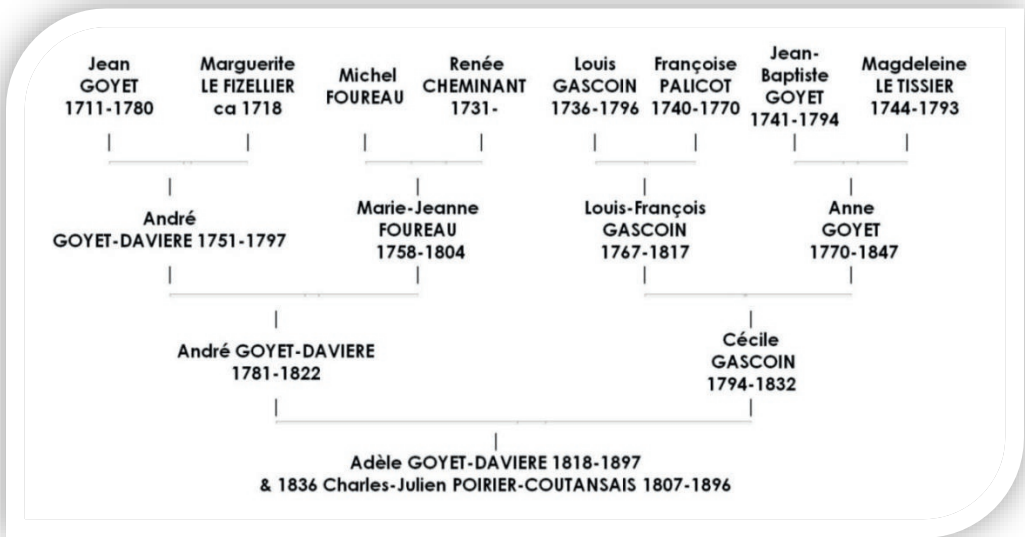 Jean
GOYET
1711-1780
Marguerite
LE FIZELLIER
ca 1718
Michel
FOUREAU
Renée
CHEMINANT
1731-
Louis
GASCOIN
1736-1796
Françoise
PALICOT
1740-1770
Jean-
Baptiste
GOYET
1741-1794
Magdeleine
LE TISSIER
1744-1793
André
GOYET-DAVIERE 1751-1797
Marie-Jeanne
FOUREAU
1758-1804
Louis-François
GASCOIN
1767-1817
Anne
GOYET
1770-1847
André GOYET-DAVIERE
1781-1822
Cécile
GASCOIN
1794-1832
Adèle GOYET-DAVIERE 1818-1897
& 1836 Charles-Julien POIRIER-COUTANSAIS 1807-1896